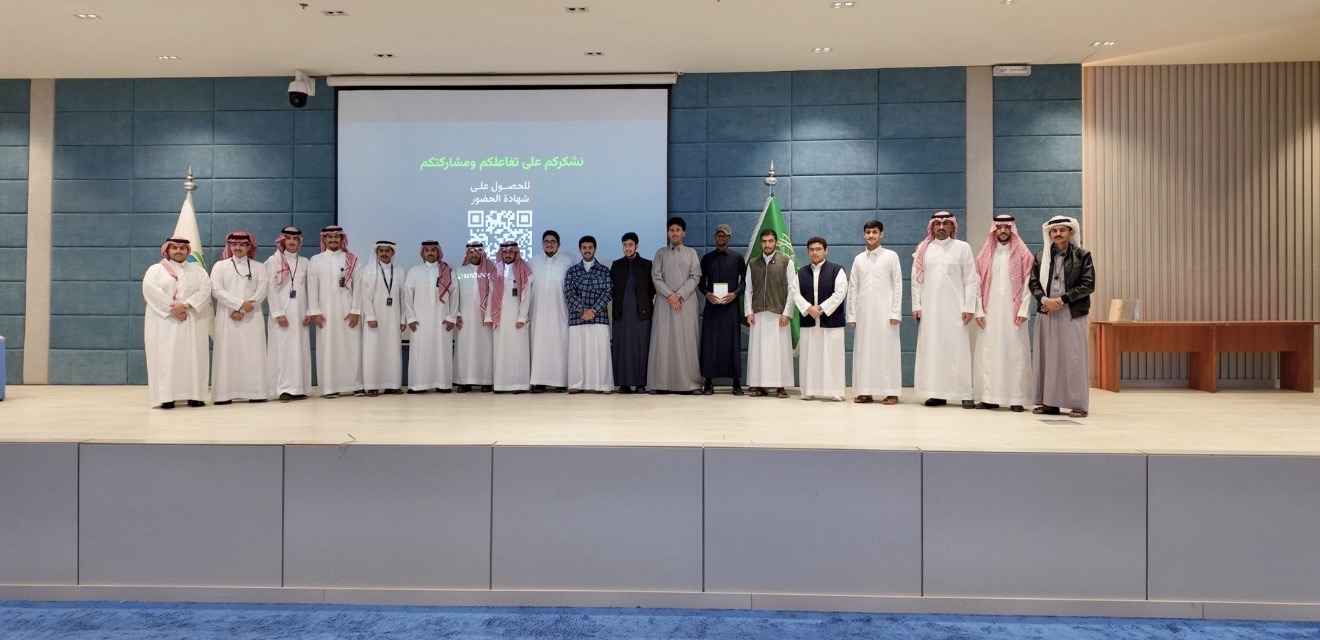 نشكركم على تفاعلكم ومشاركتكم
للحصول على
شهادة الحضور